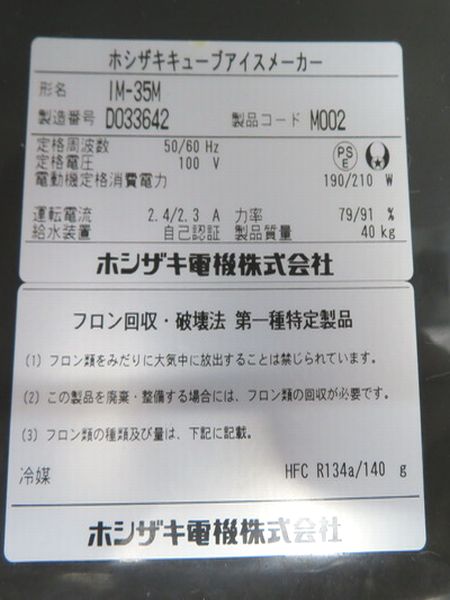 ホシザキキューブアイスメーカー
形名 IM-35M
製造番号 D033642 製品コード M002
定格周波数 50/60 Hz
定格電圧 100 V
電動機定格消費電力 190/210 W
PS
E
運転電流 2.4/2.3 A 力率 79/91 %
給水装置 自己認証 製品質量 40 kg
ホシザキ電機株式会社
フロン回収・破壊法 第一種特定製品
(1) フロン類をみだりに大気中に放出することは禁じられています。
(2) この製品を廃棄・整備する場合には、フロン類の回収が必要です。
(3) フロン類の種類及び量は、下記に記載。
冷媒 HFC R134a/140 g
ホシザキ電機株式会社